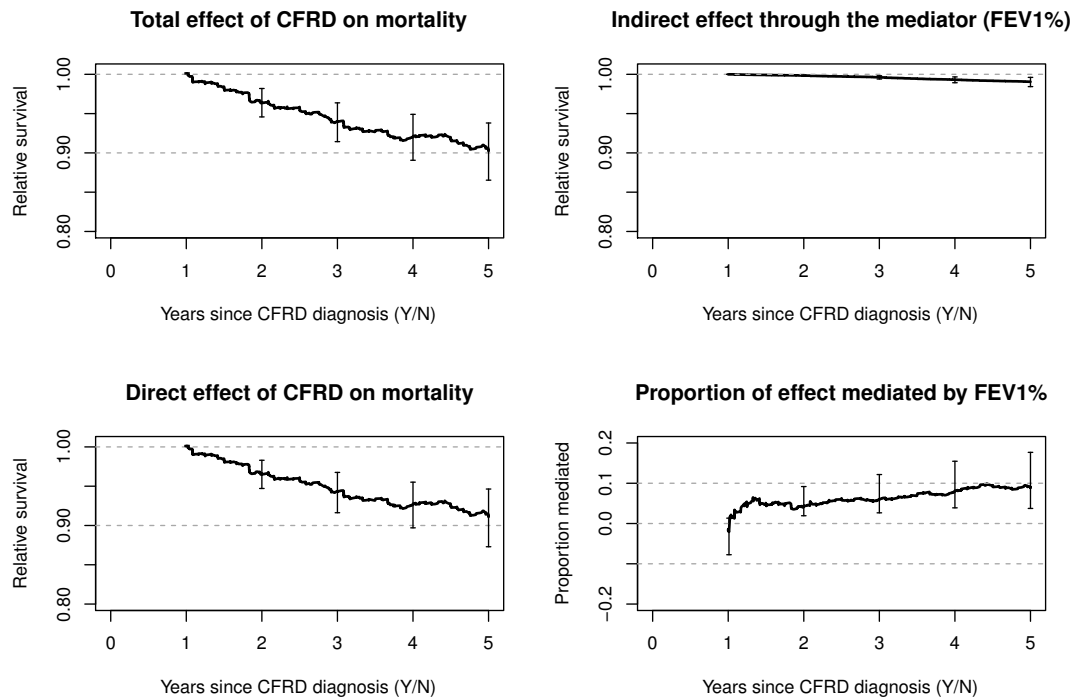 Total effect of CFRD on mortality
Relative survival
1.00
0.90
0.80
0 1 2 3 4 5
Years since CFRD diagnosis (Y/N)
Indirect effect through the mediator (FEV1%)
Relative survival
1.00
0.90
0.80
0 1 2 3 4 5
Years since CFRD diagnosis (Y/N)
Direct effect of CFRD on mortality
Relative survival
1.00
0.90
0.80
0 1 2 3 4 5
Years since CFRD diagnosis (Y/N)
Proportion of effect mediated by FEV1%
Proportion mediated
0.2
0.1
0.0
−0.2
0 1 2 3 4 5
Years since CFRD diagnosis (Y/N)